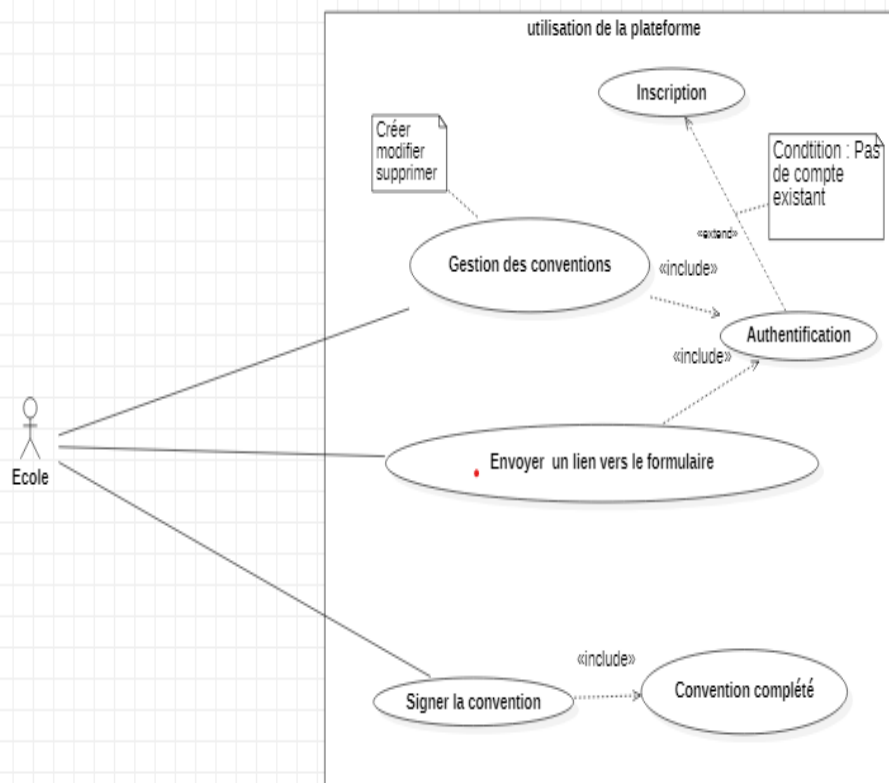 utilisation de la plateforme
Inscription
Créer
modifier
supprimer
Condtition : Pas
de compte
existant
«extend»
Gestion des conventions
«include»
Authentification
«include»
Ecole
Envoyer un lien vers le formulaire
«include»
Signer la convention
Convention complété